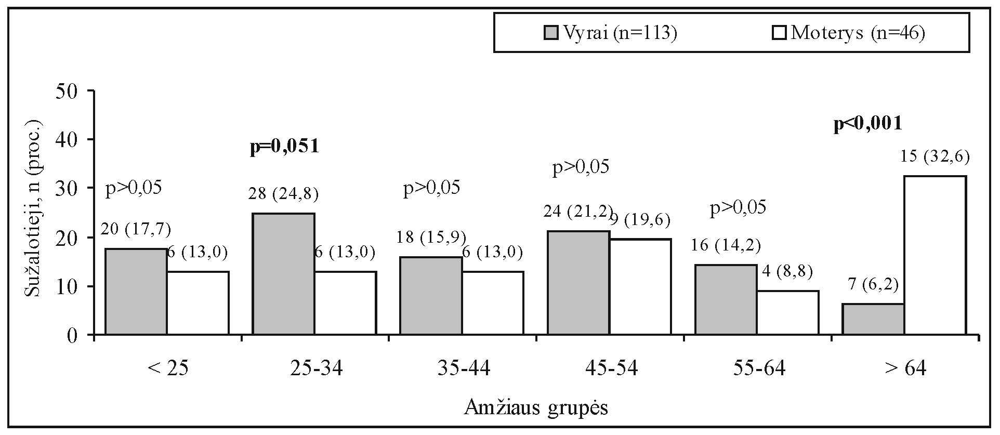 Vyrai (n=113)
Moterys (n=46)
Sužalotieji, n (proc.)
50
40
30
20
10
0
p>0,05
20 (17,7)
6 (13,0)
p=0,051
28 (24,8)
6 (13,0)
p>0,05
18 (15,9)
6 (13,0)
p>0,05
24 (21,2)
9 (19,6)
p>0,05
16 (14,2)
4 (8,8)
p<0,001
7 (6,2)
15 (32,6)
< 25
25-34
35-44
45-54
55-64
> 64
Amžiaus grupės